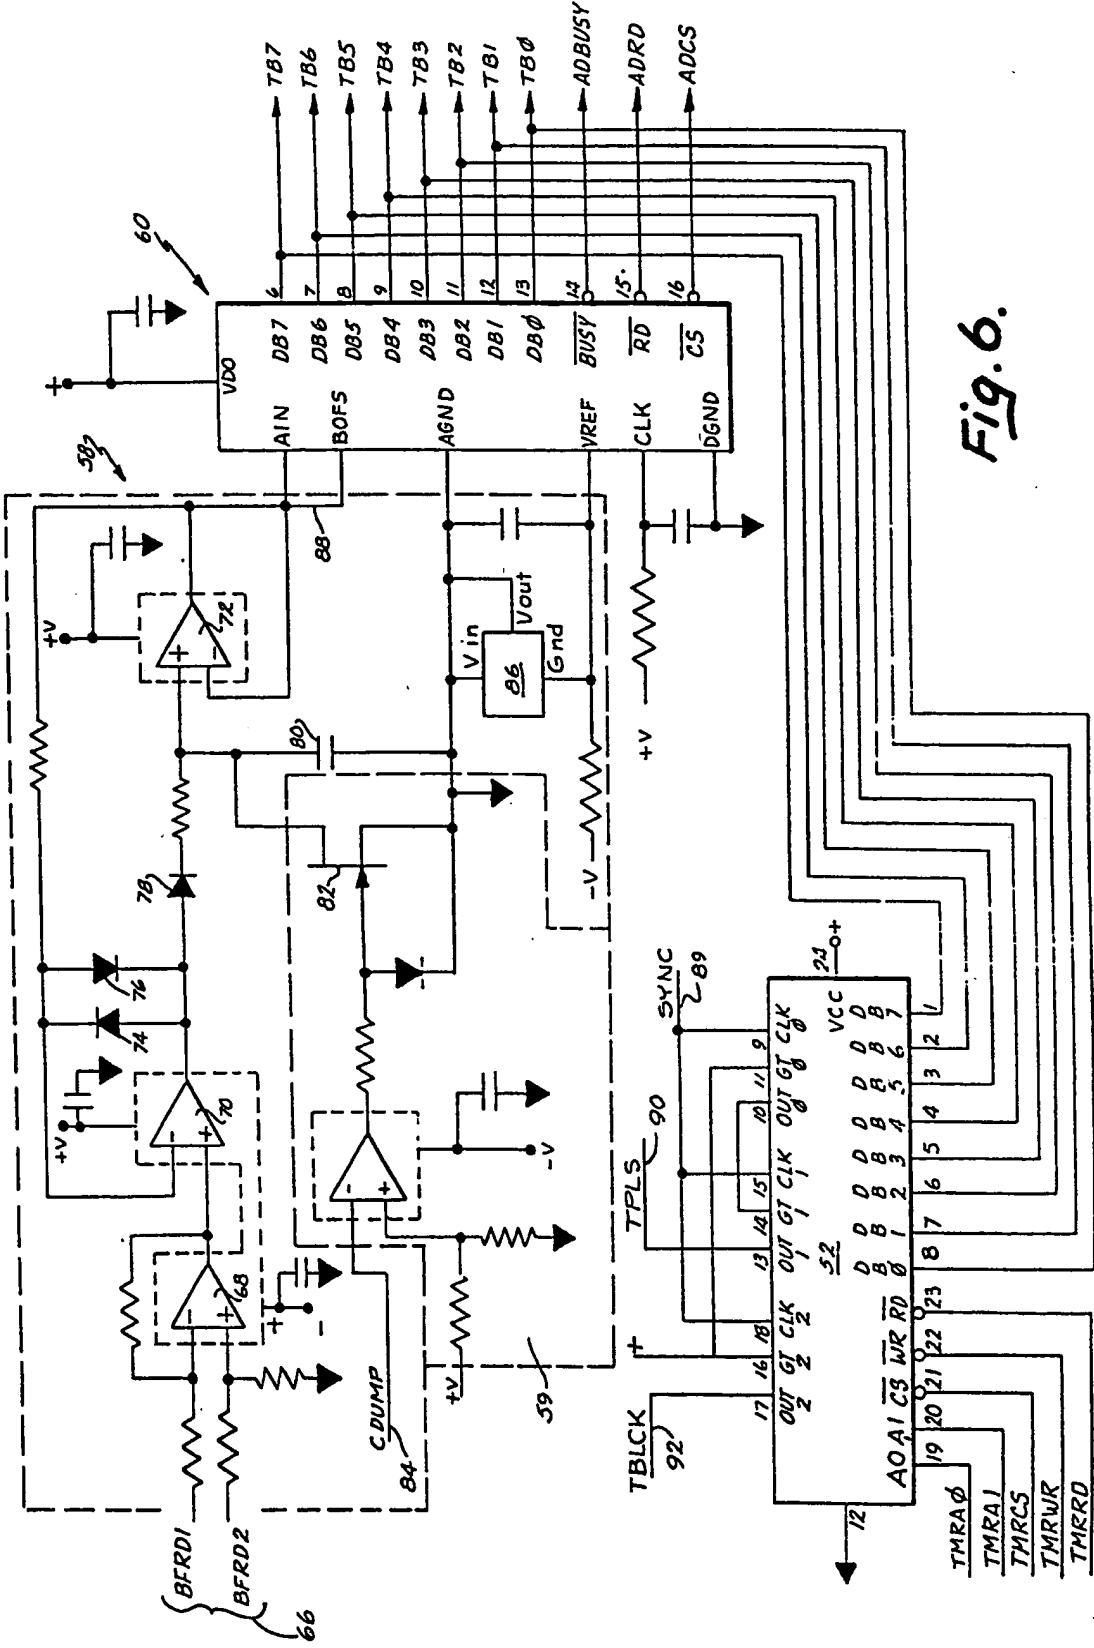 58
+V
+
60
VDO
AIN
BOFS
AGND
VREF
CLK
DGND
DB7
DB6
DB5
DB4
DB3
DB2
DB1
DBØ
BUSY
RD
CS
6
7
8
9
10
11
12
13
14
15
16
TB7
TB6
TB5
TB4
TB3
TB2
TB1
TBØ
ADBUSY
ADRD
ADCS
88
+
-
72
80
78
76
74
+V
-
+
70
-
+
68
+
-
BFRD1
BFRD2
66
CDUMP
84
82
-
+
-V
+V
59
Vin
Vout
86
Gnd
-V
+V
SYNC
89
TPLS
90
+
TBLCK
92
9
11
10
15
14
13
18
16
17
CLK Ø
GT Ø
OUT Ø
CLK 1
GT 1
OUT 1
CLK 2
GT 2
OUT 2
52
VCC
24
+
DB7
DB6
DB5
DB4
DB3
DB2
DB1
DBØ
RD
WR
CS
A1
A0
1
2
3
4
5
6
7
8
23
22
21
20
19
12
TMRAØ
TMRA1
TMRCS
TMRWR
TMRRD
Fig. 6.